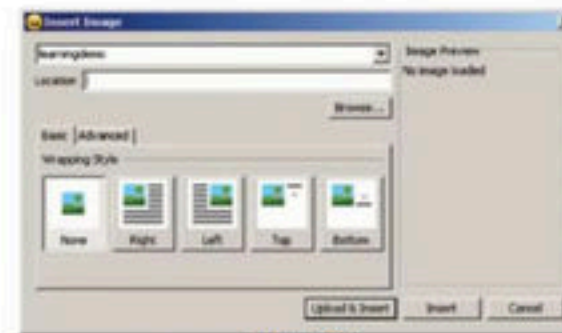 Insert Image
learningdemo
Image Preview
No image loaded
Location
Browse...
Basic
Advanced
Wrapping Style
None
Right
Left
Top
Bottom
Upload & Insert
Insert
Cancel